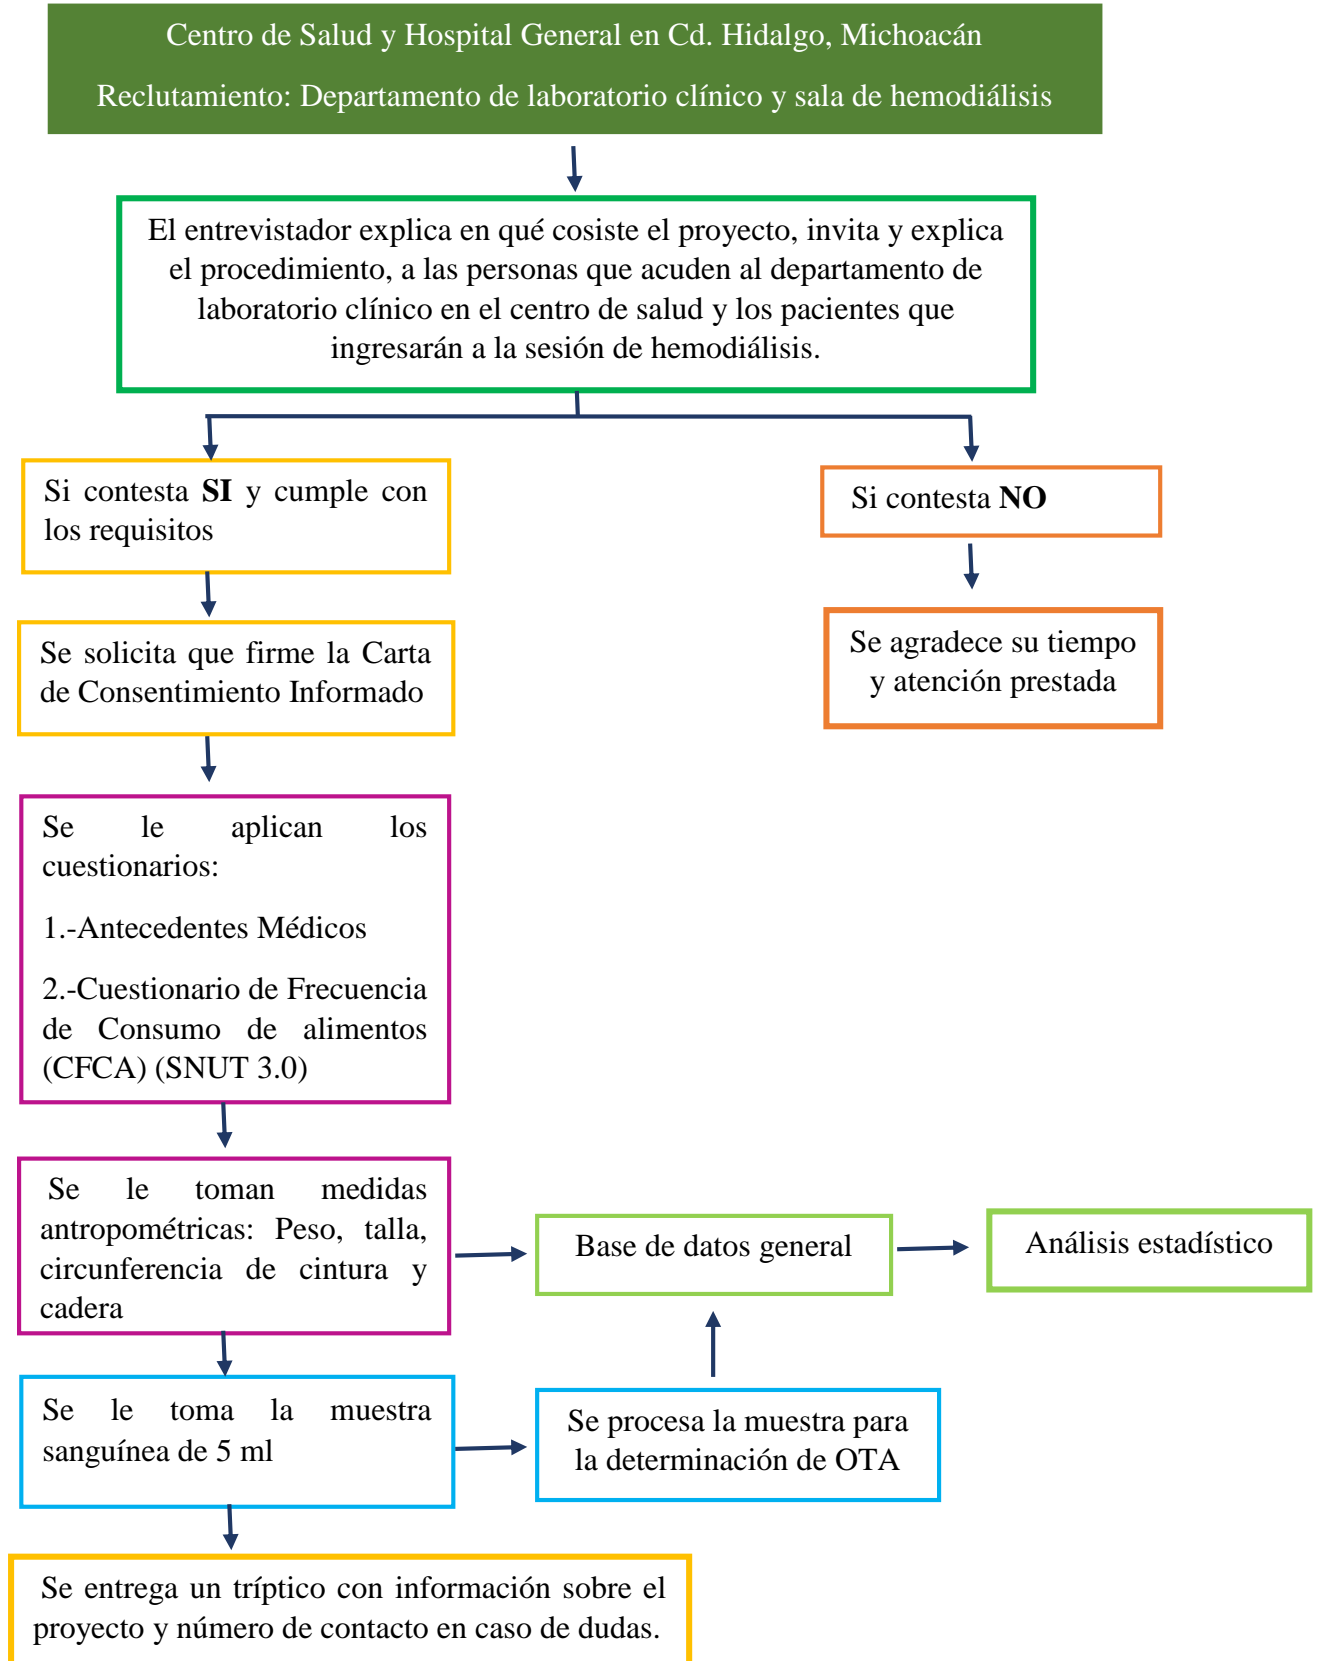 Centro de Salud y Hospital General en Cd. Hidalgo, Michoacán
Reclutamiento: Departamento de laboratorio clínico y sala de hemodiálisis
El entrevistador explica en qué cosiste el proyecto, invita y explica
el procedimiento, a las personas que acuden al departamento de
laboratorio clínico en el centro de salud y los pacientes que
ingresarán a la sesión de hemodiálisis.
Si contesta SI y cumple con
los requisitos
Si contesta NO
Se solicita que firme la Carta
de Consentimiento Informado
Se agradece su tiempo
y atención prestada
Se le aplican los
cuestionarios:
1.-Antecedentes Médicos
2.-Cuestionario de Frecuencia
de Consumo de alimentos
(CFCA) (SNUT 3.0)
Se le toman medidas
antropométricas: Peso, talla,
circunferencia de cintura y
cadera
Base de datos general
Análisis estadístico
Se le toma la muestra
sanguínea de 5 ml
Se procesa la muestra para
la determinación de OTA
Se entrega un tríptico con información sobre el
proyecto y número de contacto en caso de dudas.